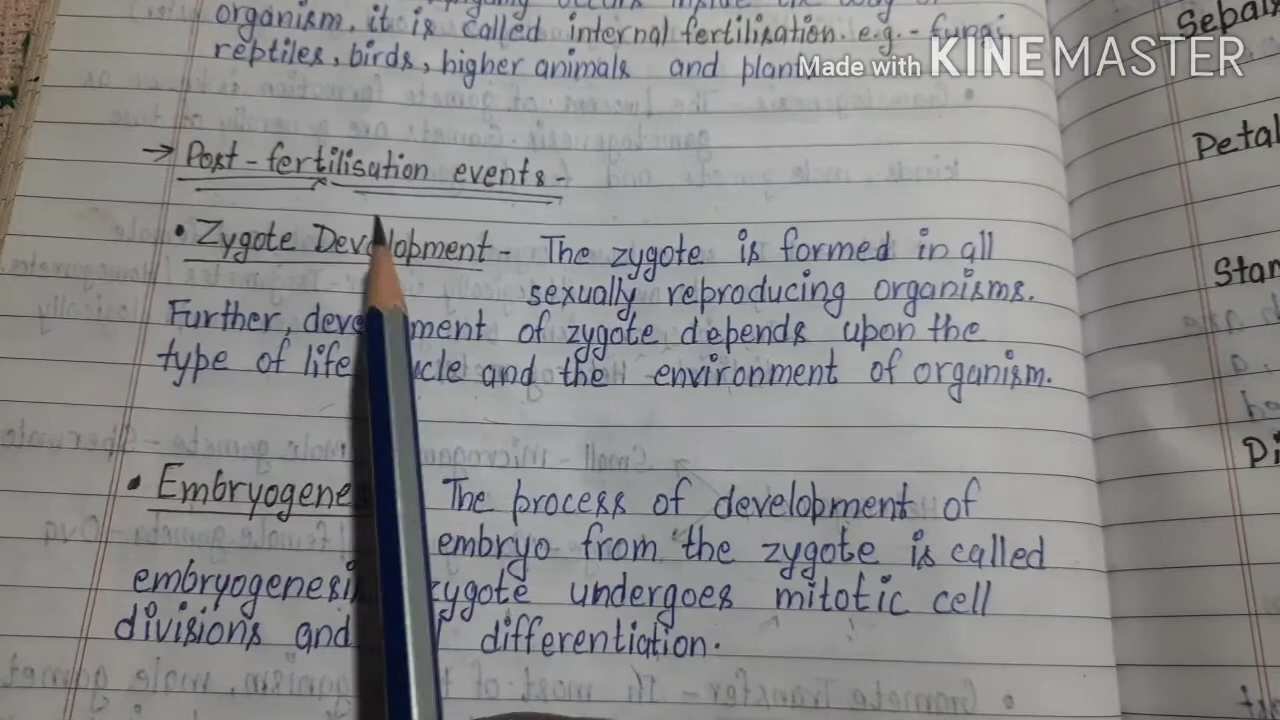 organism, it is called internal fertilisation. e.g.- fungi,
reptiles, birds, higher animals and plant
Made with KINEMASTER
→ Post-fertilisation events-
• Zygote Development - The zygote is formed in all
sexually reproducing organisms.
Further, deve ment of zygote depends upon the
type of life cle and the environment of organism.
• Embryogene The process of development of
embryo from the zygote is called
embryogenesi zygote undergoes mitotic cell
divisions and differentiation.
Sepals
Petal
Stam